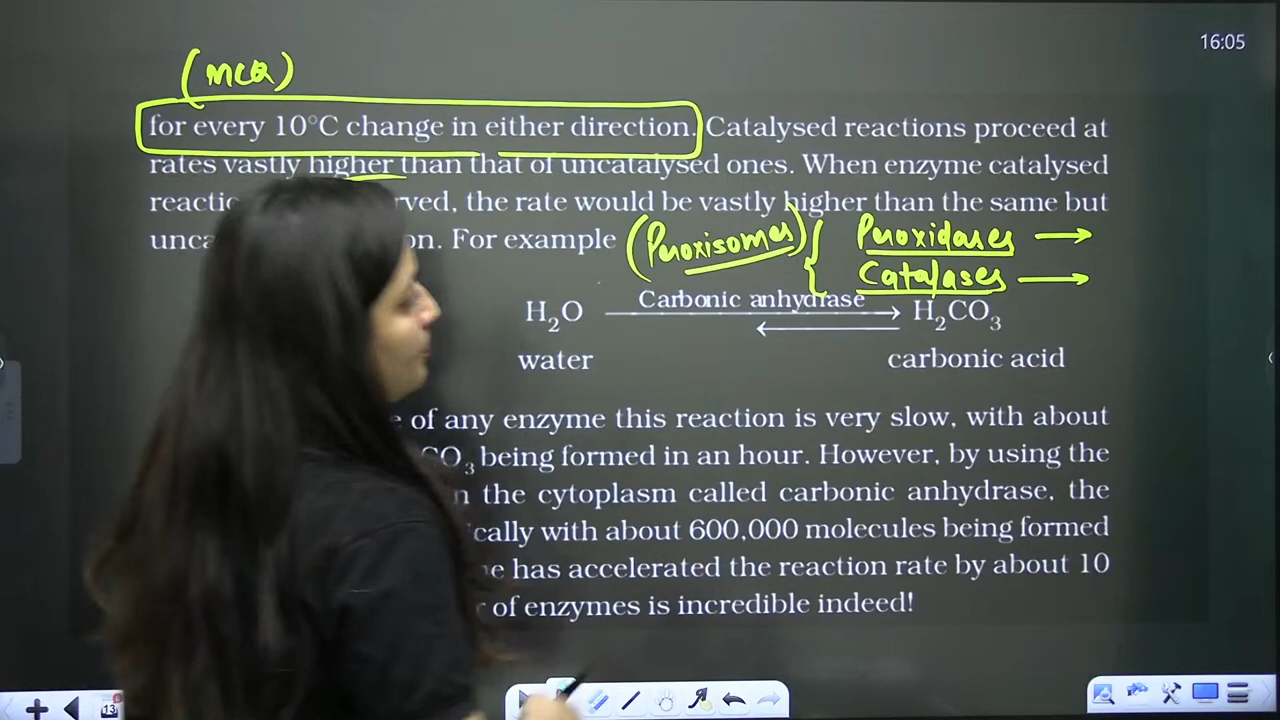 16:05
(MCQ)
for every 10°C change in either direction. Catalysed reactions proceed at
rates vastly higher than that of uncatalysed ones. When enzyme catalysed
reactio rved, the rate would be vastly higher than the same but
unca on. For example (Peroxisomes) { Peroxidases →
Catalases →
H₂O Carbonic anhydrase H₂CO₃
water carbonic acid
e of any enzyme this reaction is very slow, with about
CO₃ being formed in an hour. However, by using the
n the cytoplasm called carbonic anhydrase, the
cally with about 600,000 molecules being formed
e has accelerated the reaction rate by about 10
r of enzymes is incredible indeed!
13